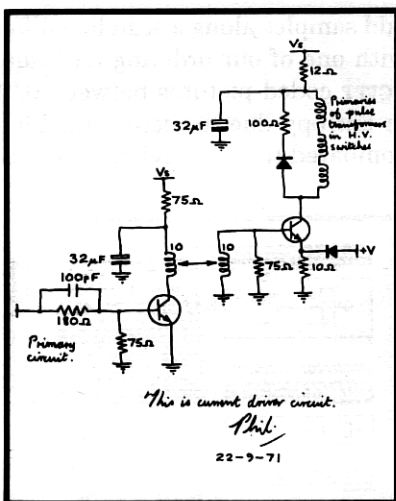 Vs
12Ω
32μF
100Ω
Primaries
of pulse
transformers
in H.V.
switches
Vs
75Ω
32μF
10
10
75Ω
10Ω
+V
100pF
180Ω
Primary
circuit.
75Ω
This is current driver circuit.
Phil.
22-9-71